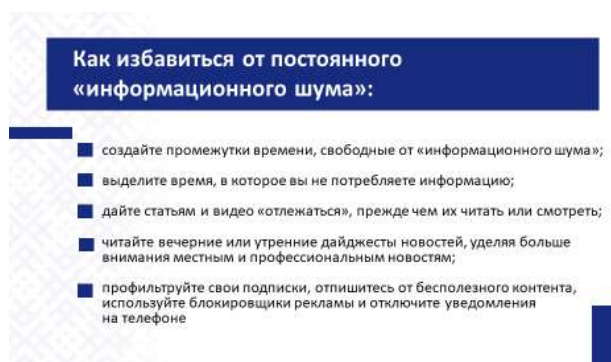 Как избавиться от постоянного
«информационного шума»:
создайте промежутки времени, свободные от «информационного шума»;
выделите время, в которое вы не потребляете информацию;
дайте статьям и видео «отлежаться», прежде чем их читать или смотреть;
читайте вечерние или утренние дайджесты новостей, уделяя больше
внимания местным и профессиональным новостям;
профильтруйте свои подписки, отпишитесь от бесполезного контента,
используйте блокировщики рекламы и отключите уведомления
на телефоне